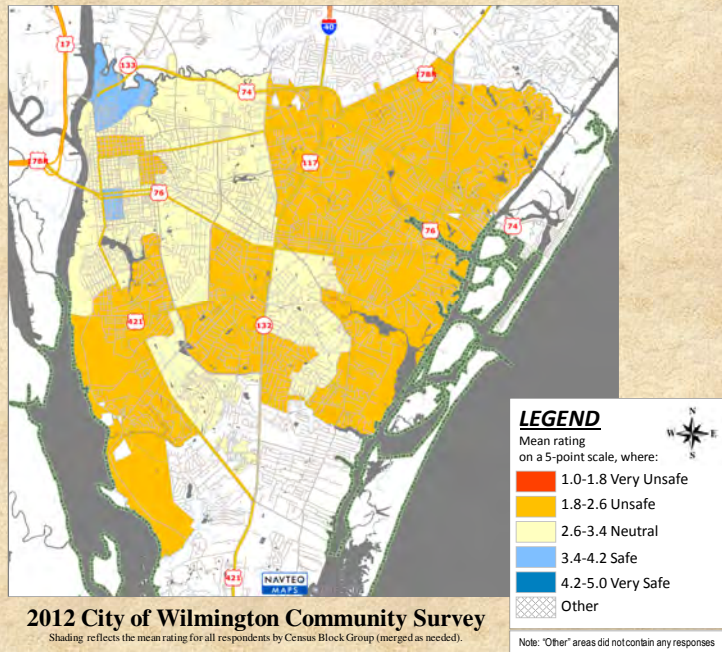 40
17
133
74
78B
117
78B
76
76
74
421
132
421
NAVTEQ
MAPS
LEGEND
N
W E
S
Mean rating
on a 5-point scale, where:
1.0-1.8 Very Unsafe
1.8-2.6 Unsafe
2.6-3.4 Neutral
3.4-4.2 Safe
4.2-5.0 Very Safe
Other
2012 City of Wilmington Community Survey
Shading reflects the mean rating for all respondents by Census Block Group (merged as needed).
Note: "Other" areas did not contain any responses